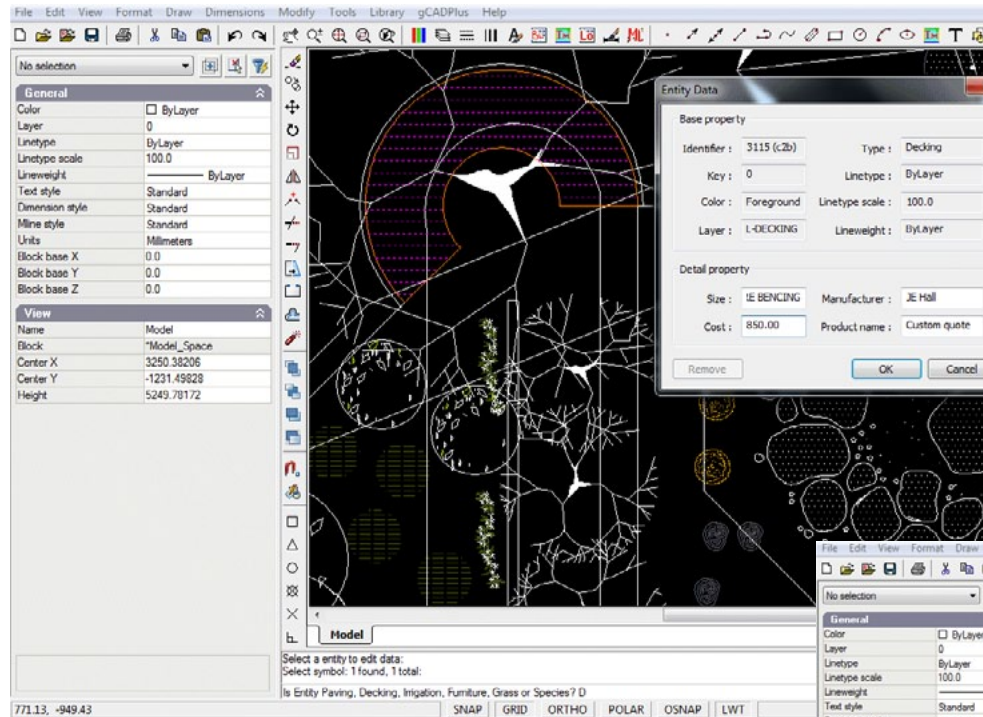 File Edit View Format Draw Dimensions Modify Tools Library gCADPlus Help
No selection
General
Color ByLayer
Layer 0
Linetype ByLayer
Linetype scale 100.0
Lineweight ByLayer
Text style Standard
Dimension style Standard
Mline style Standard
Units Millimeters
Block base X 0.0
Block base Y 0.0
Block base Z 0.0
View
Name Model
Block *Model_Space
Center X 3250.38206
Center Y -1231.49828
Height 5249.78172
Entity Data
Base property
Identifier : 3115 (c2b) Type : Decking
Key : 0 Linetype : ByLayer
Color : Foreground Linetype scale : 100.0
Layer : L-DECKING Lineweight : ByLayer
Detail property
Size : !E BENCING Manufacturer : JE Hall
Cost : 850.00 Product name : Custom quote
Remove OK Cancel
Model
Select a entity to edit data:
Select symbol: 1 found, 1 total:
Is Entity Paving, Decking, Irrigation, Furniture, Grass or Species? D
771.13, -949.43 SNAP GRID ORTHO POLAR OSNAP LWT
File Edit View Format Draw
No selection
General
Color ByLayer
Layer 0
Linetype ByLayer
Linetype scale 100.0
Lineweight
Text style Standard